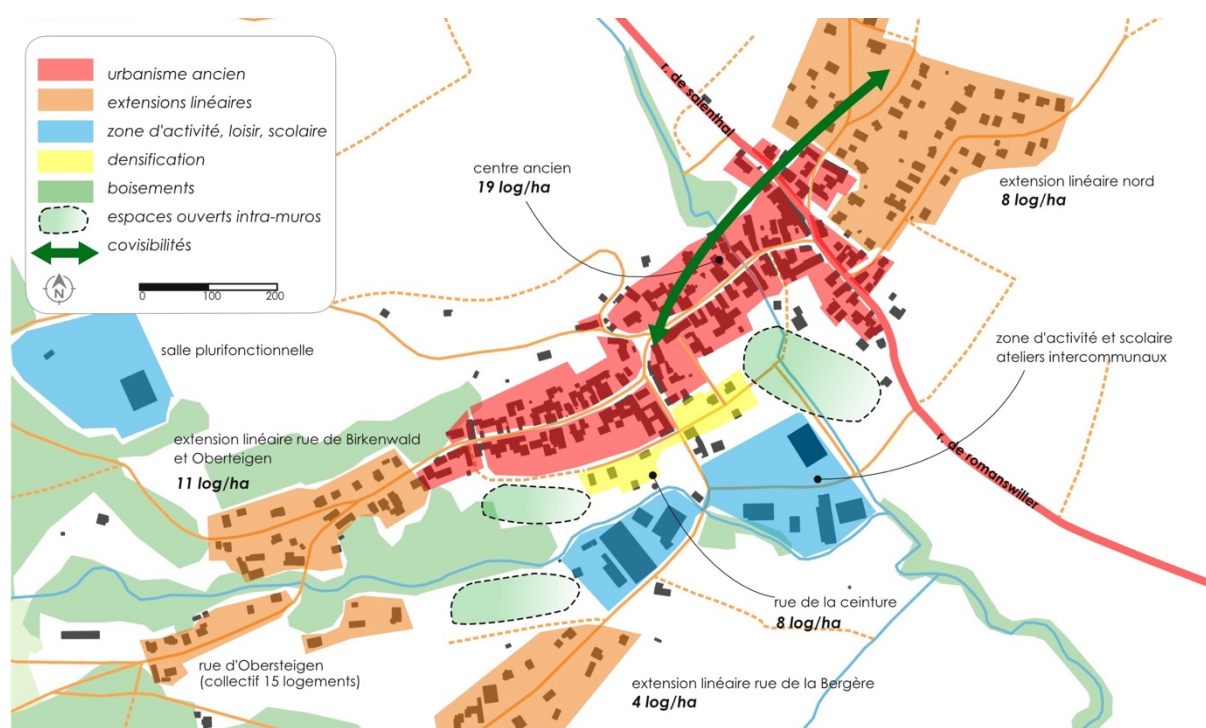 urbanisme ancien
extensions linéaires
zone d'activité, loisir, scolaire
densification
boisements
espaces ouverts intra-muros
covisibilités
N
0 100 200
r. de salenthal
centre ancien
19 log/ha
extension linéaire nord
8 log/ha
salle plurifonctionnelle
zone d'activité et scolaire
ateliers intercommunaux
extension linéaire rue de Birkenwald
et Oberteigen
11 log/ha
r. de romanswiller
rue de la ceinture
8 log/ha
rue d'Obersteigen
(collectif 15 logements)
extension linéaire rue de la Bergère
4 log/ha